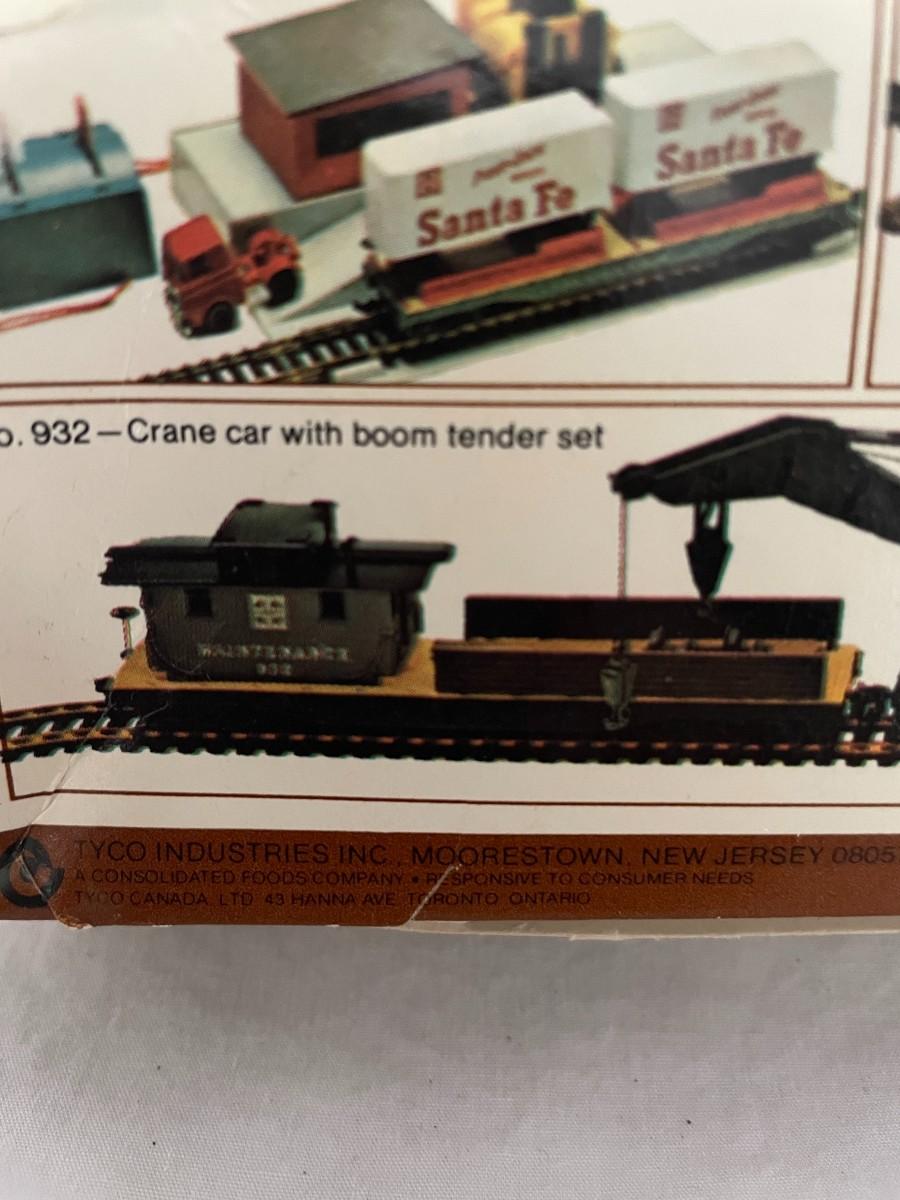 Santa Fe
Santa Fe
o. 932—Crane car with boom tender set
MAINTENANCE
932
TYCO INDUSTRIES INC., MOORESTOWN, NEW JERSEY 0805
A CONSOLIDATED FOODS COMPANY • RESPONSIVE TO CONSUMER NEEDS
TYCO CANADA LTD 43 HANNA AVE TORONTO ONTARIO